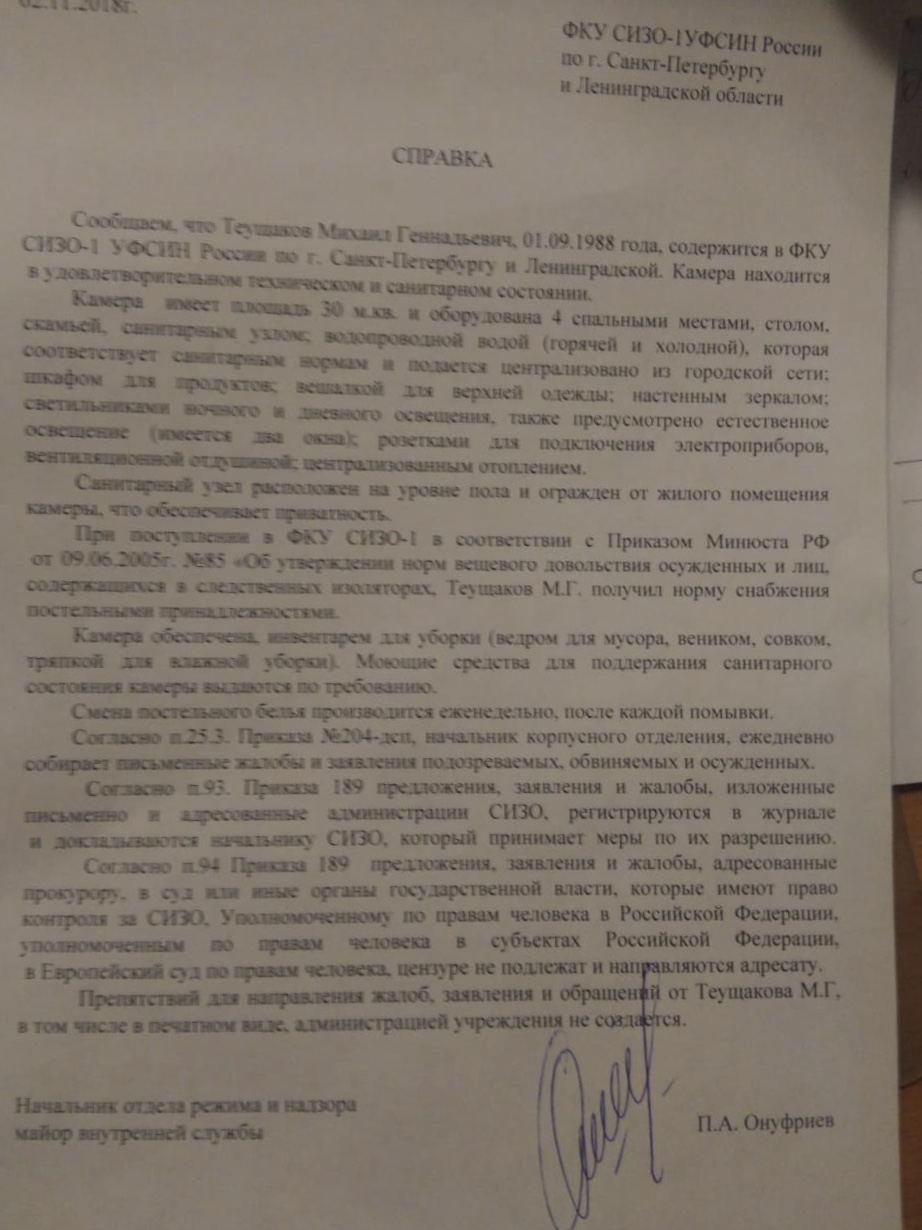 02.11.2018г.
ФКУ СИЗО-1УФСИН России
по г. Санкт-Петербургу
и Ленинградской области
СПРАВКА
Сообщаем, что Теущаков Михаил Геннадьевич, 01.09.1988 года, содержится в ФКУ
СИЗО-1 УФСИН России по г. Санкт-Петербургу и Ленинградской. Камера находится
в удовлетворительном техническом и санитарном состоянии.
Камера имеет площадь 30 м.кв. и оборудована 4 спальными местами, столом,
скамьей, санитарным узлом; водопроводной водой (горячей и холодной), которая
соответствует санитарным нормам и подается централизовано из городской сети;
шкафом для продуктов; вешалкой для верхней одежды; настенным зеркалом;
светильниками ночного и дневного освещения, также предусмотрено естественное
освещение (имеется два окна); розетками для подключения электроприборов,
вентиляционной отдушиной; централизованным отоплением.
Санитарный узел расположен на уровне пола и огражден от жилого помещения
камеры, что обеспечивает приватность.
При поступлении в ФКУ СИЗО-1 в соответствии с Приказом Минюста РФ
от 09.06.2005г. №85 «Об утверждении норм вещевого довольствия осужденных и лиц,
содержащихся в следственных изоляторах, Теущаков М.Г. получил норму снабжения
постельными принадлежностями.
Камера обеспечена, инвентарем для уборки (ведром для мусора, веником, совком,
тряпкой для влажной уборки). Моющие средства для поддержания санитарного
состояния камеры выдаются по требованию.
Смена постельного белья производится еженедельно, после каждой помывки.
Согласно п.25.3. Приказа №204-дсп, начальник корпусного отделения, ежедневно
собирает письменные жалобы и заявления подозреваемых, обвиняемых и осужденных.
Согласно п.93. Приказа 189 предложения, заявления и жалобы, изложенные
письменно и адресованные администрации СИЗО, регистрируются в журнале
и докладываются начальнику СИЗО, который принимает меры по их разрешению.
Согласно п.94 Приказа 189 предложения, заявления и жалобы, адресованные
прокурору, в суд или иные органы государственной власти, которые имеют право
контроля за СИЗО, Уполномоченному по правам человека в Российской Федерации,
уполномоченным по правам человека в субъектах Российской Федерации,
в Европейский суд по правам человека, цензуре не подлежат и направляются адресату.
Препятствий для направления жалоб, заявления и обращений от Теущакова М.Г,
в том числе в печатном виде, администрацией учреждения не создается.
Начальник отдела режима и надзора
майор внутренней службы
П.А. Онуфриев